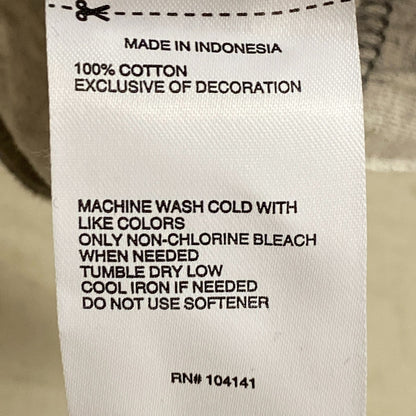 MADE IN INDONESIA
100% COTTON
EXCLUSIVE OF DECORATION
MACHINE WASH COLD WITH
LIKE COLORS
ONLY NON-CHLORINE BLEACH
WHEN NEEDED
TUMBLE DRY LOW
COOL IRON IF NEEDED
DO NOT USE SOFTENER
RN# 104141